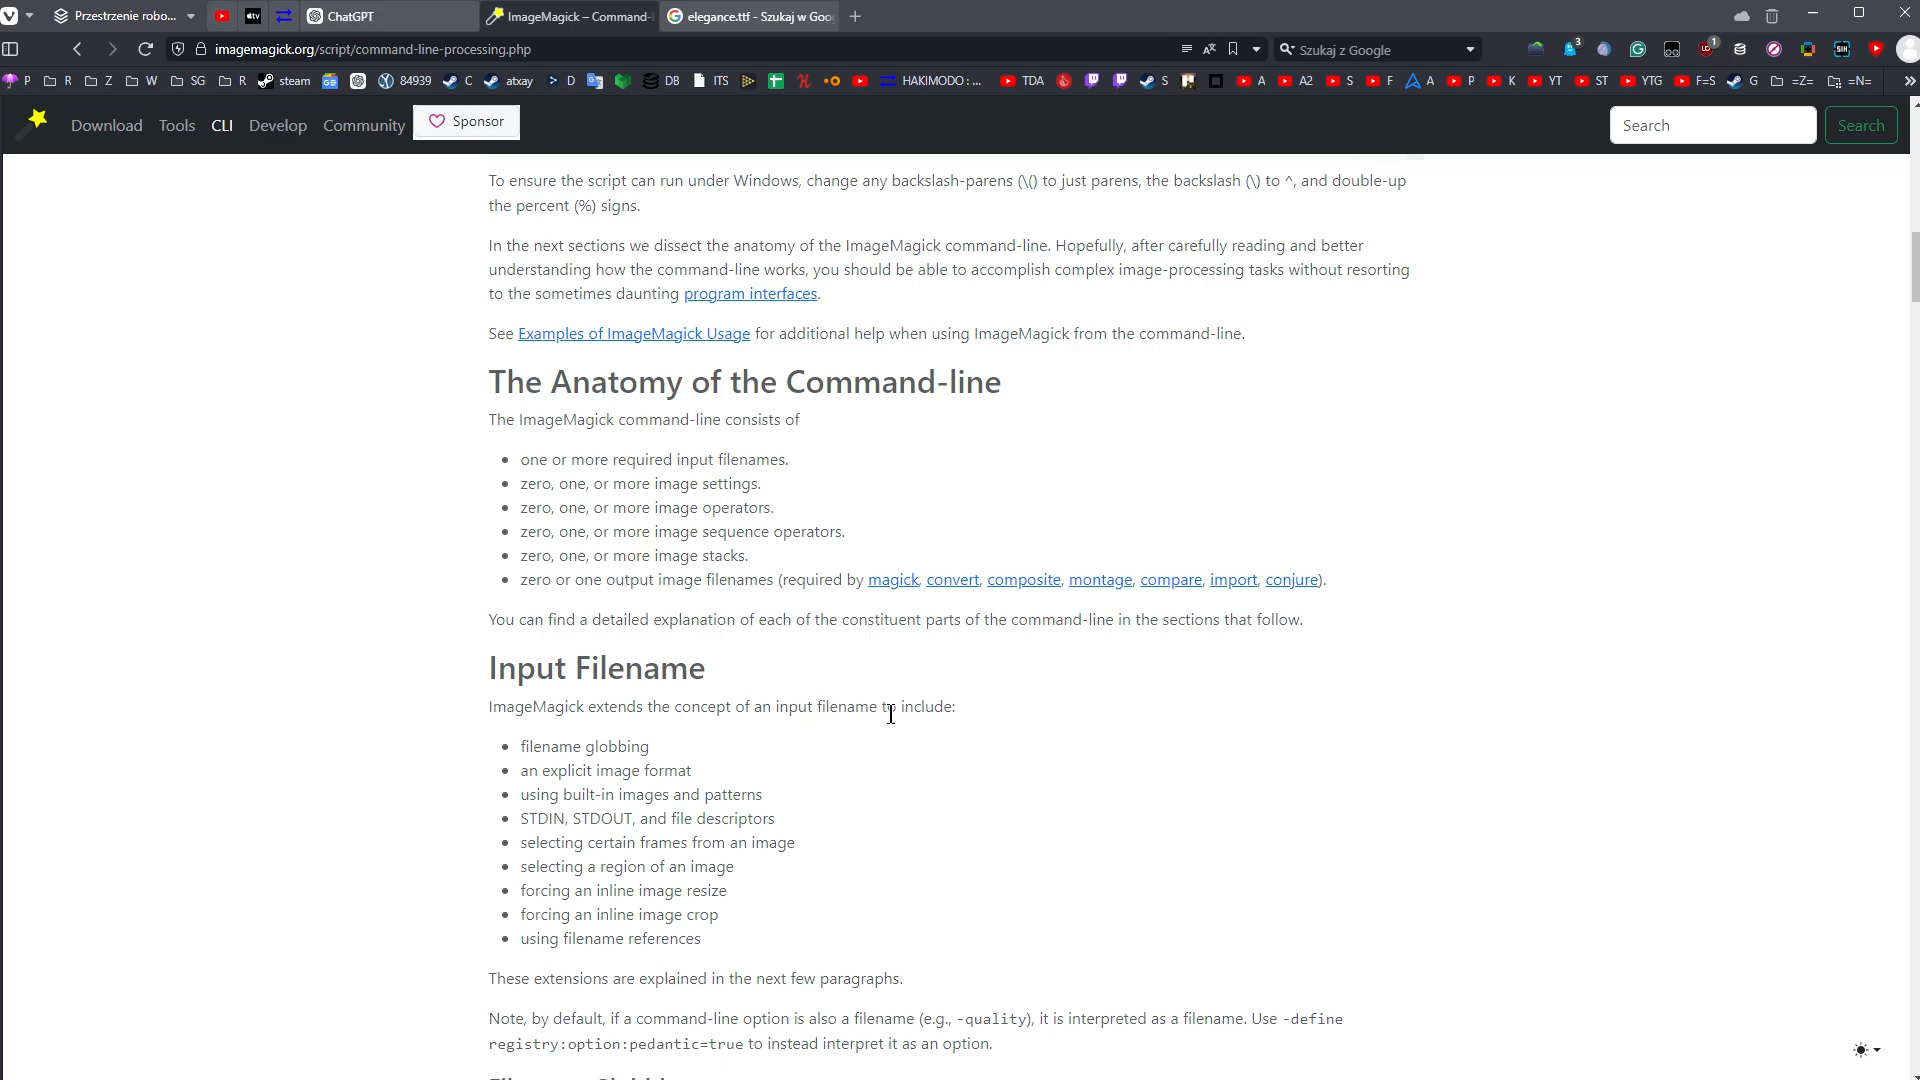 Przestrzenie robo...
ChatGPT
ImageMagick – Command-
elegance.ttf - Szukaj w Goo
imagemagick.org/script/command-line-processing.php
Szukaj z Google
3
1
P R Z W SG R steam 84939 C atxay D DB ITS HAKIMODO : ... TDA S A A2 S F A P K YT ST YTG F=S G =Z= =N=
Download Tools CLI Develop Community Sponsor Search Search
To ensure the script can run under Windows, change any backslash-parens (\() to just parens, the backslash (\) to ^, and double-up
the percent (%) signs.
In the next sections we dissect the anatomy of the ImageMagick command-line. Hopefully, after carefully reading and better
understanding how the command-line works, you should be able to accomplish complex image-processing tasks without resorting
to the sometimes daunting program interfaces.
See Examples of ImageMagick Usage for additional help when using ImageMagick from the command-line.
The Anatomy of the Command-line
The ImageMagick command-line consists of
• one or more required input filenames.
• zero, one, or more image settings.
• zero, one, or more image operators.
• zero, one, or more image sequence operators.
• zero, one, or more image stacks.
• zero or one output image filenames (required by magick, convert, composite, montage, compare, import, conjure).
You can find a detailed explanation of each of the constituent parts of the command-line in the sections that follow.
Input Filename
ImageMagick extends the concept of an input filename to include:
• filename globbing
• an explicit image format
• using built-in images and patterns
• STDIN, STDOUT, and file descriptors
• selecting certain frames from an image
• selecting a region of an image
• forcing an inline image resize
• forcing an inline image crop
• using filename references
These extensions are explained in the next few paragraphs.
Note, by default, if a command-line option is also a filename (e.g., -quality), it is interpreted as a filename. Use -define
registry:option:pedantic=true to instead interpret it as an option.